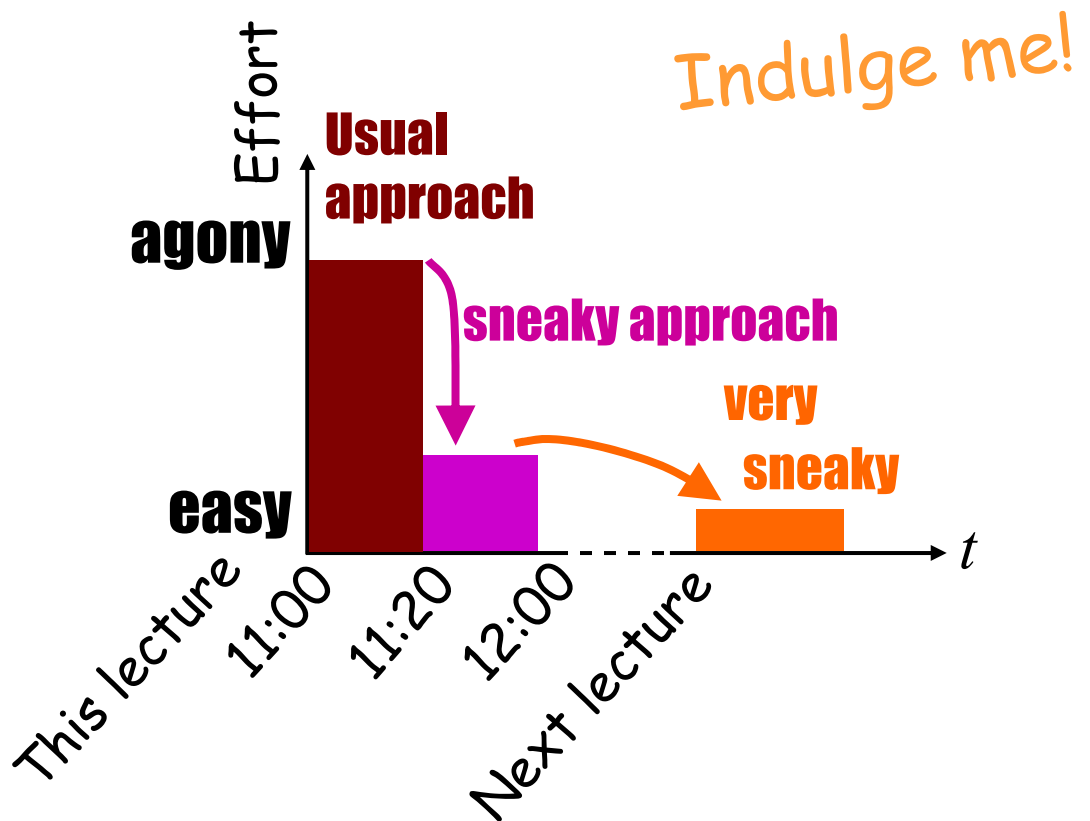 Indulge me!
Effort
Usual
approach
agony
sneaky approach
very
sneaky
easy
t
This lecture
11:00
11:20
12:00
Next lecture